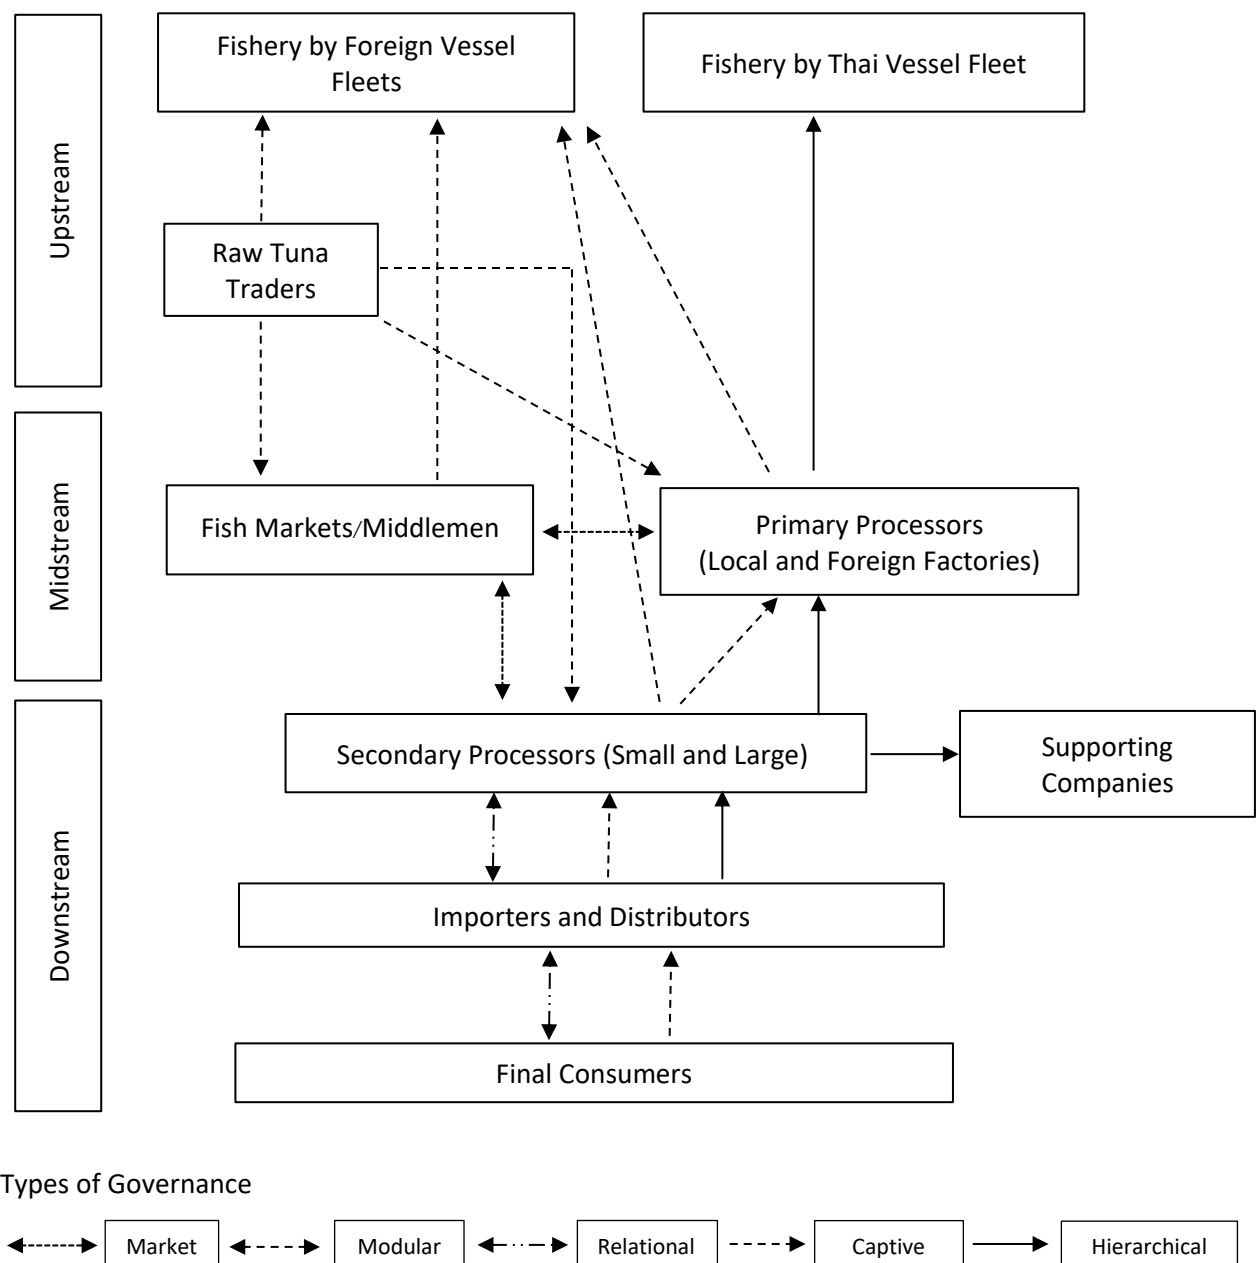 Upstream
Fishery by Foreign Vessel
Fleets
Fishery by Thai Vessel Fleet
Raw Tuna
Traders
Midstream
Fish Markets/Middlemen
Primary Processors
(Local and Foreign Factories)
Downstream
Secondary Processors (Small and Large)
Supporting
Companies
Importers and Distributors
Final Consumers
Types of Governance
Market
Modular
Relational
Captive
Hierarchical